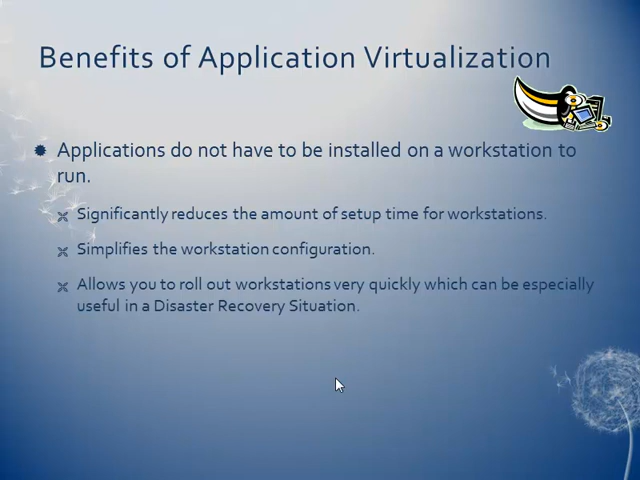 Benefits of Application Virtualization
Applications do not have to be installed on a workstation to
run.
Significantly reduces the amount of setup time for workstations.
Simplifies the workstation configuration.
Allows you to roll out workstations very quickly which can be especially
useful in a Disaster Recovery Situation.